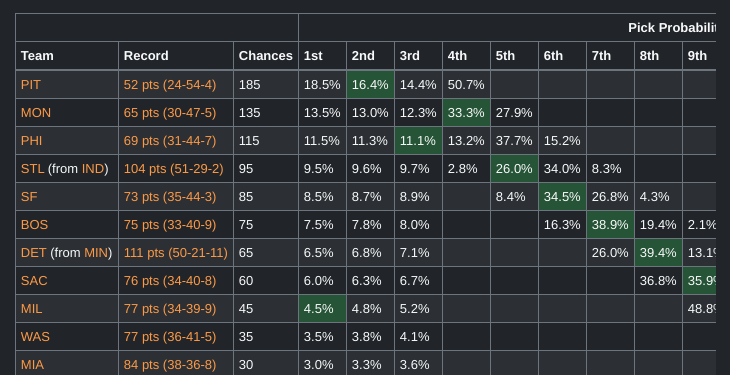 Pick Probabilit
Team Record Chances 1st 2nd 3rd 4th 5th 6th 7th 8th 9th
PIT 52 pts (24-54-4) 185 18.5% 16.4% 14.4% 50.7%
MON 65 pts (30-47-5) 135 13.5% 13.0% 12.3% 33.3% 27.9%
PHI 69 pts (31-44-7) 115 11.5% 11.3% 11.1% 13.2% 37.7% 15.2%
STL (from IND) 104 pts (51-29-2) 95 9.5% 9.6% 9.7% 2.8% 26.0% 34.0% 8.3%
SF 73 pts (35-44-3) 85 8.5% 8.7% 8.9% 8.4% 34.5% 26.8% 4.3%
BOS 75 pts (33-40-9) 75 7.5% 7.8% 8.0% 16.3% 38.9% 19.4% 2.1%
DET (from MIN) 111 pts (50-21-11) 65 6.5% 6.8% 7.1% 26.0% 39.4% 13.1%
SAC 76 pts (34-40-8) 60 6.0% 6.3% 6.7% 36.8% 35.9%
MIL 77 pts (34-39-9) 45 4.5% 4.8% 5.2% 48.8%
WAS 77 pts (36-41-5) 35 3.5% 3.8% 4.1%
MIA 84 pts (38-36-8) 30 3.0% 3.3% 3.6%